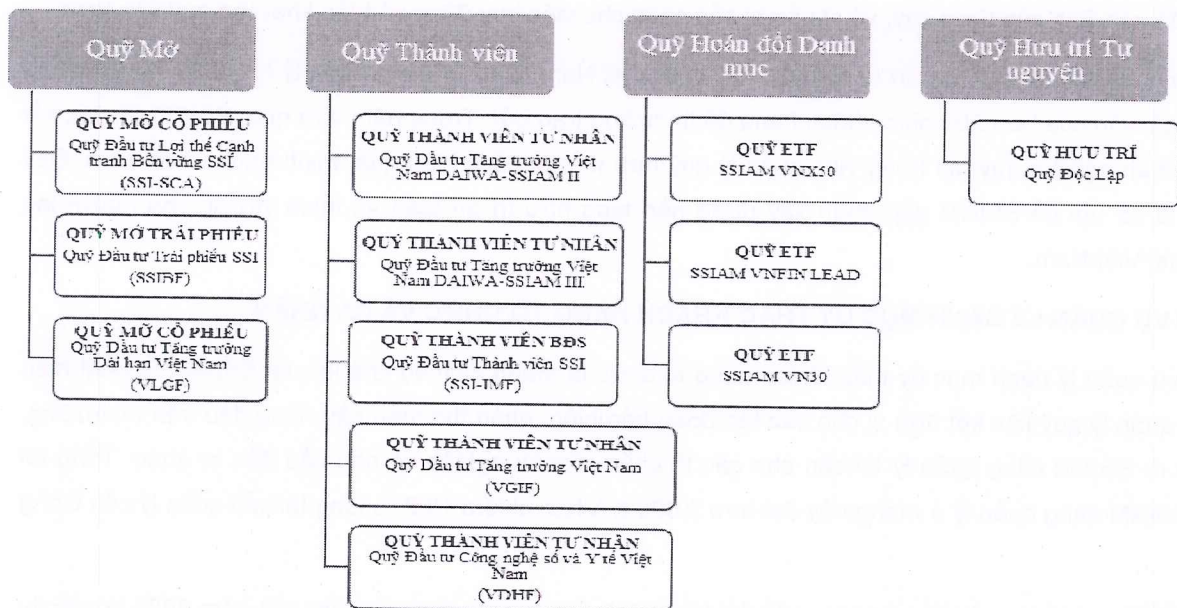 Quỹ Mở
QUỸ MỞ CỔ PHIẾU
Quỹ Đầu tư Lợi thế Cạnh
tranh Bền vững SSI
(SSI-SCA)
QUỸ MỞ TRÁI PHIẾU
Quỹ Đầu tư Trái phiếu SSI
(SSIBF)
QUỸ MỞ CỔ PHIẾU
Quỹ Đầu tư Tăng trưởng
Dài hạn Việt Nam
(VLGF)
Quỹ Thành viên
QUỸ THÀNH VIÊN TƯ NHÂN
Quỹ Đầu tư Tăng trưởng Việt
Nam DAIWA-SSIAM II
QUỸ THÀNH VIÊN TƯ NHÂN
Quỹ Đầu tư Tăng trưởng Việt
Nam DAIWA-SSIAM III
QUỸ THÀNH VIÊN BĐS
Quỹ Đầu tư Thành viên SSI
(SSI-IMF)
QUỸ THÀNH VIÊN TƯ NHÂN
Quỹ Đầu tư Tăng trưởng Việt Nam
(VGIF)
QUỸ THÀNH VIÊN TƯ NHÂN
Quỹ Đầu tư Công nghệ số và Y tế Việt
Nam
(VDHF)
Quỹ Hoán đổi Danh
mục
QUỸ ETF
SSIAM VNX50
QUỸ ETF
SSIAM VNFIN LEAD
QUỸ ETF
SSIAM VN30
Quỹ Hưu trí Tự
nguyện
QUỸ HƯU TRÍ
Quỹ Độc Lập